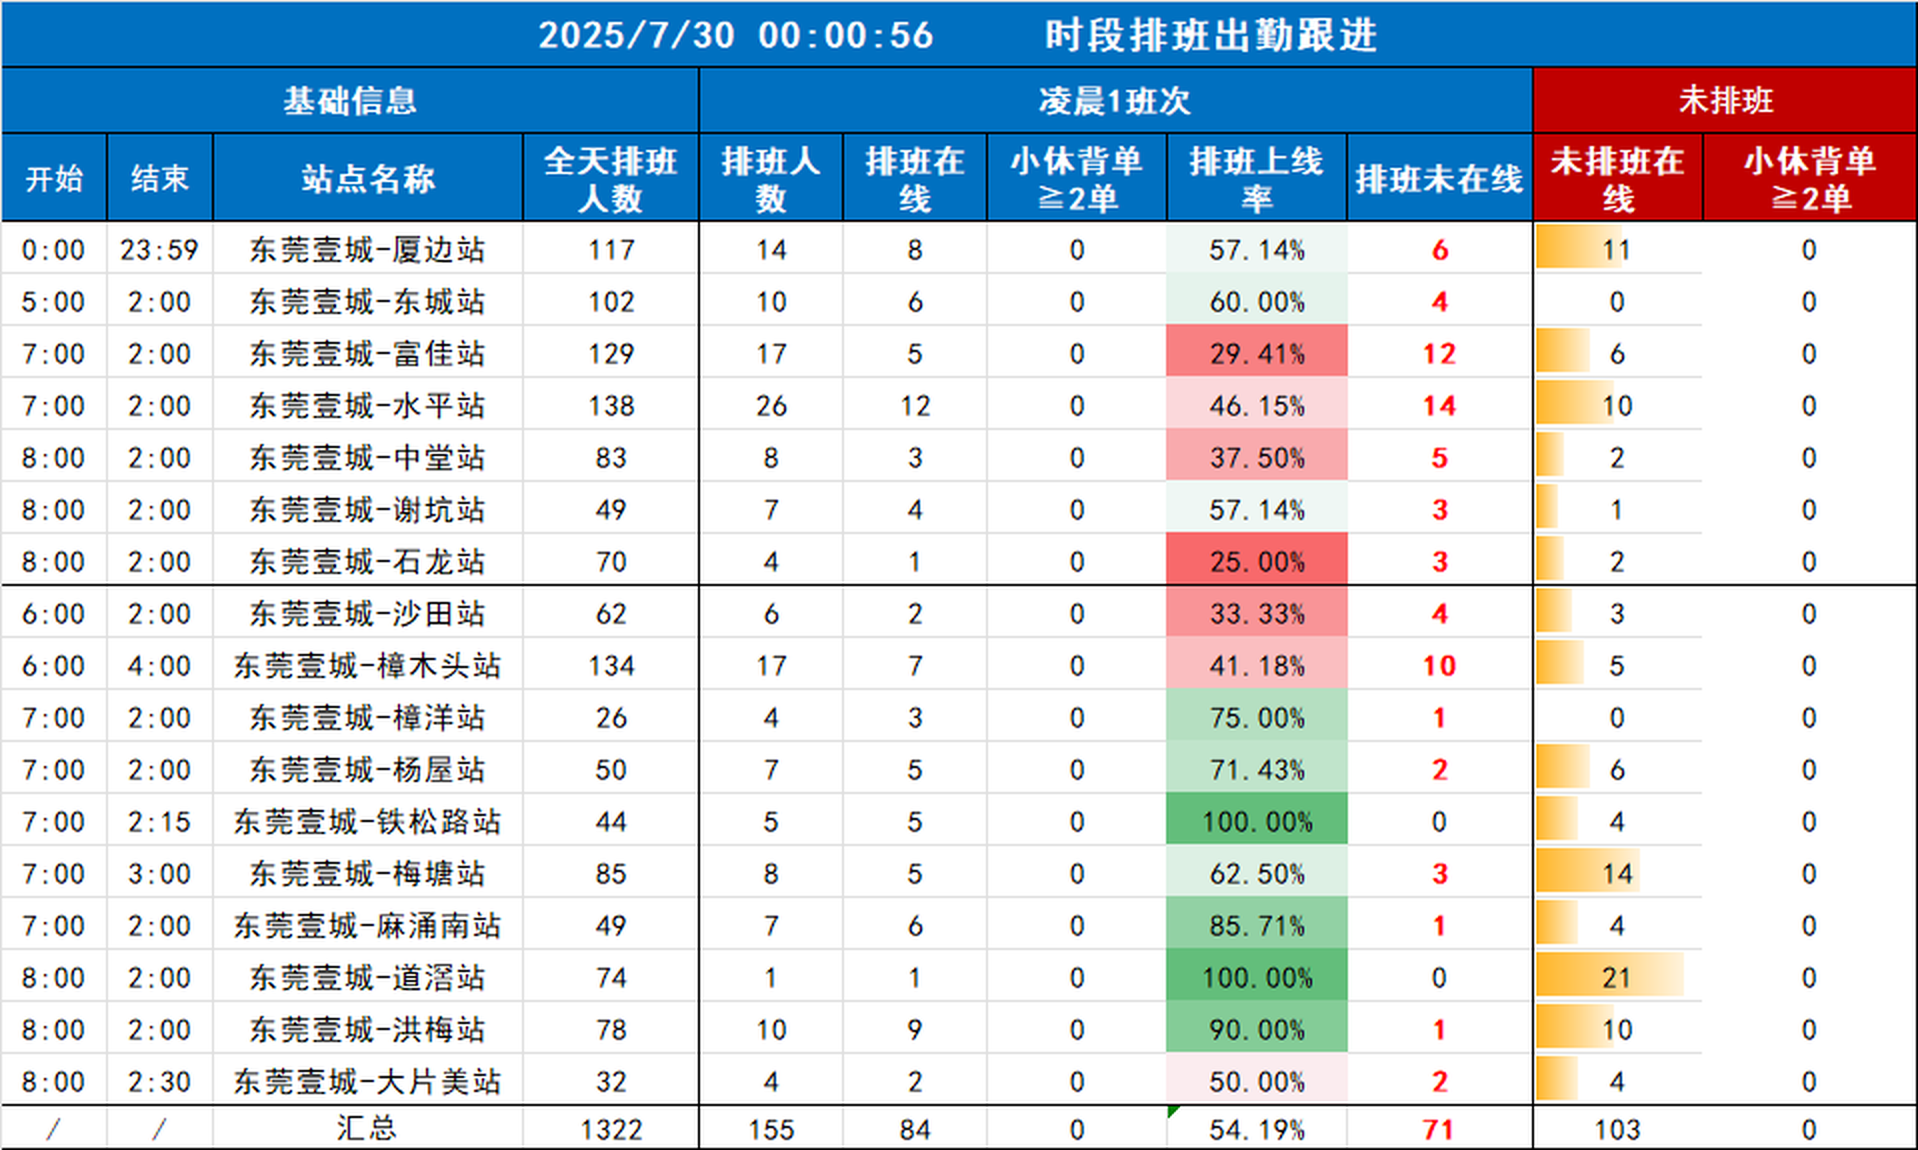 2025/7/30 00:00:56 时段排班出勤跟进
基础信息 凌晨1班次 未排班
开始 结束 站点名称 全天排班人数 排班人数 排班在线 小休背单≧2单 排班上线率 排班未在线 未排班在线 小休背单≧2单
0:00 23:59 东莞壹城-厦边站 117 14 8 0 57.14% 6 11 0
5:00 2:00 东莞壹城-东城站 102 10 6 0 60.00% 4 0 0
7:00 2:00 东莞壹城-富佳站 129 17 5 0 29.41% 12 6 0
7:00 2:00 东莞壹城-水平站 138 26 12 0 46.15% 14 10 0
8:00 2:00 东莞壹城-中堂站 83 8 3 0 37.50% 5 2 0
8:00 2:00 东莞壹城-谢坑站 49 7 4 0 57.14% 3 1 0
8:00 2:00 东莞壹城-石龙站 70 4 1 0 25.00% 3 2 0
6:00 2:00 东莞壹城-沙田站 62 6 2 0 33.33% 4 3 0
6:00 4:00 东莞壹城-樟木头站 134 17 7 0 41.18% 10 5 0
7:00 2:00 东莞壹城-樟洋站 26 4 3 0 75.00% 1 0 0
7:00 2:00 东莞壹城-杨屋站 50 7 5 0 71.43% 2 6 0
7:00 2:15 东莞壹城-铁松路站 44 5 5 0 100.00% 0 4 0
7:00 3:00 东莞壹城-梅塘站 85 8 5 0 62.50% 3 14 0
7:00 2:00 东莞壹城-麻涌南站 49 7 6 0 85.71% 1 4 0
8:00 2:00 东莞壹城-道滘站 74 1 1 0 100.00% 0 21 0
8:00 2:00 东莞壹城-洪梅站 78 10 9 0 90.00% 1 10 0
8:00 2:30 东莞壹城-大片美站 32 4 2 0 50.00% 2 4 0
/ / 汇总 1322 155 84 0 54.19% 71 103 0